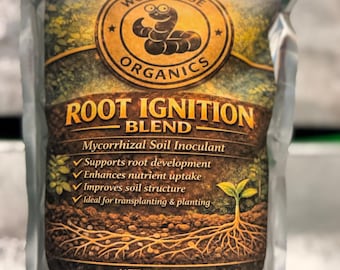 ORGANICS
ROOT IGNITION
BLEND
Mycorrhizal Soil Inoculant
✓ Supports root development
✓ Enhances nutrient uptake
✓ Improves soil structure
✓ Ideal for transplanting & planting